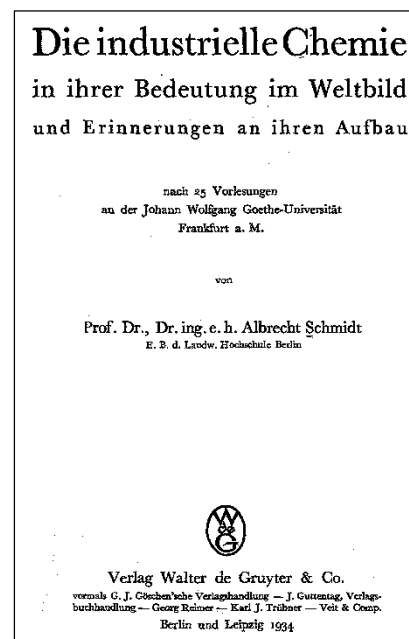 Die industrielle Chemie
in ihrer Bedeutung im Weltbild
und Erinnerungen an ihren Aufbau
nach 25 Vorlesungen
an der Johann Wolfgang Goethe-Universität
Frankfurt a. M.
von
Prof. Dr., Dr. ing. e. h. Albrecht Schmidt
E. B. d. Landw. Hochschule Berlin
WG
Verlag Walter de Gruyter & Co.
vormals G. J. Göschen'sche Verlagshandlung — J. Guttentag, Verlags-
buchhandlung — Georg Reimer — Karl J. Trübner — Veit & Comp.
Berlin und Leipzig 1934